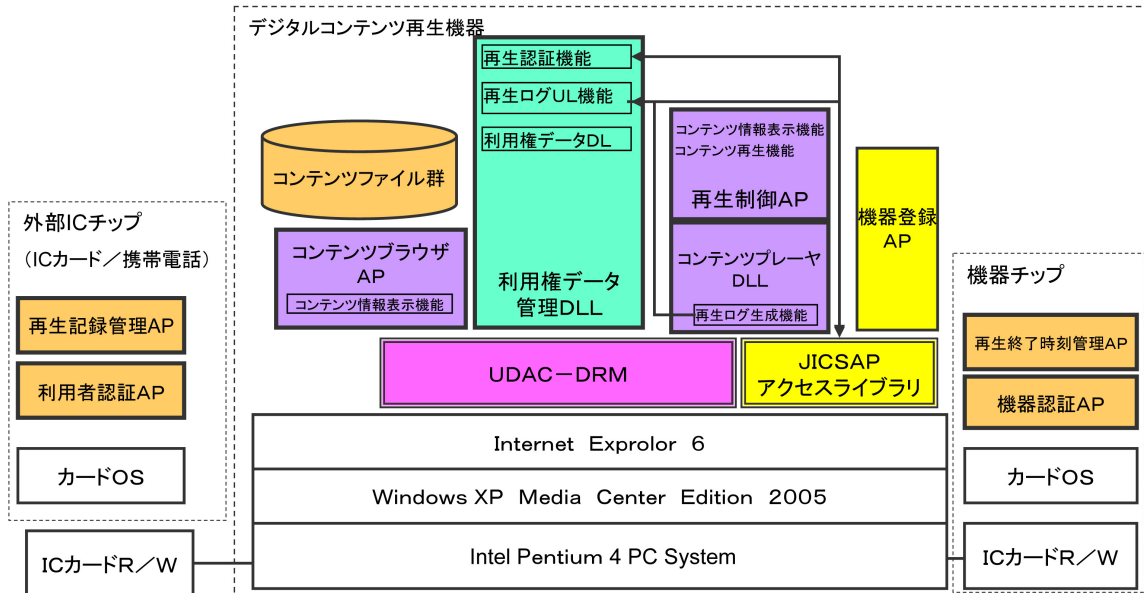 デジタルコンテンツ再生機器
再生認証機能
再生ログUL機能
利用権データDL
利用権データ
管理DLL
コンテンツファイル群
コンテンツブラウザ
AP
コンテンツ情報表示機能
コンテンツ情報表示機能
コンテンツ再生機能
再生制御AP
コンテンツプレーヤ
DLL
再生ログ生成機能
機器登録
AP
外部ICチップ
（ICカード／携帯電話）
再生記録管理AP
利用者認証AP
カードOS
ICカードR／W
機器チップ
再生終了時刻管理AP
機器認証AP
カードOS
ICカードR／W
UDAC－DRM
JICSAP
アクセスライブラリ
Internet Exprolor 6
Windows XP Media Center Edition 2005
Intel Pentium 4 PC System